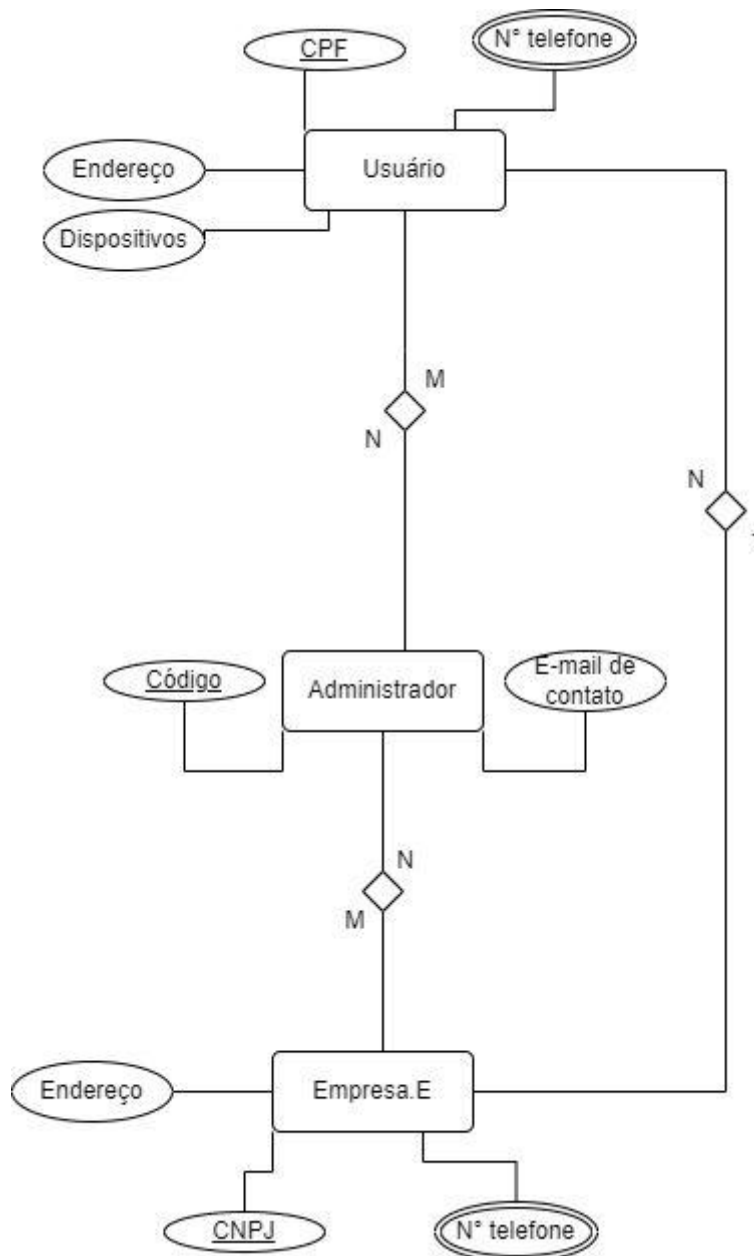 CPF
N° telefone
Endereço
Usuário
Dispositivos
M
N
N
Código
Administrador
E-mail de
contato
N
M
Endereço
Empresa.E
CNPJ
N° telefone